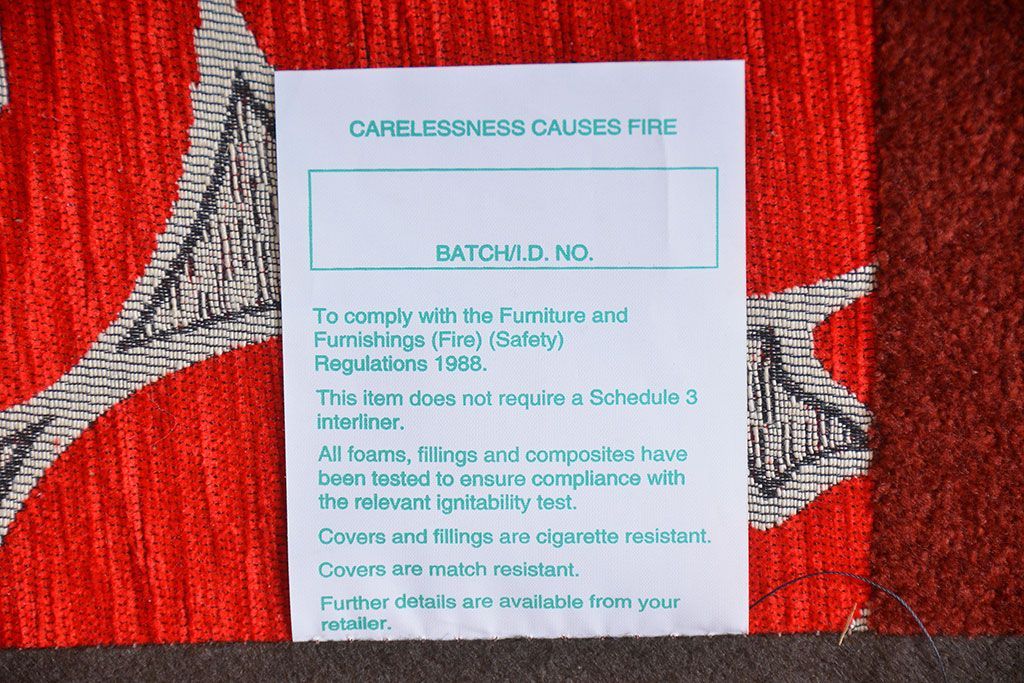 CARELESSNESS CAUSES FIRE
BATCH/I.D. NO.
To comply with the Furniture and
Furnishings (Fire) (Safety)
Regulations 1988.
This item does not require a Schedule 3
interliner.
All foams, fillings and composites have
been tested to ensure compliance with
the relevant ignitability test.
Covers and fillings are cigarette resistant.
Covers are match resistant.
Further details are available from your
retailer.